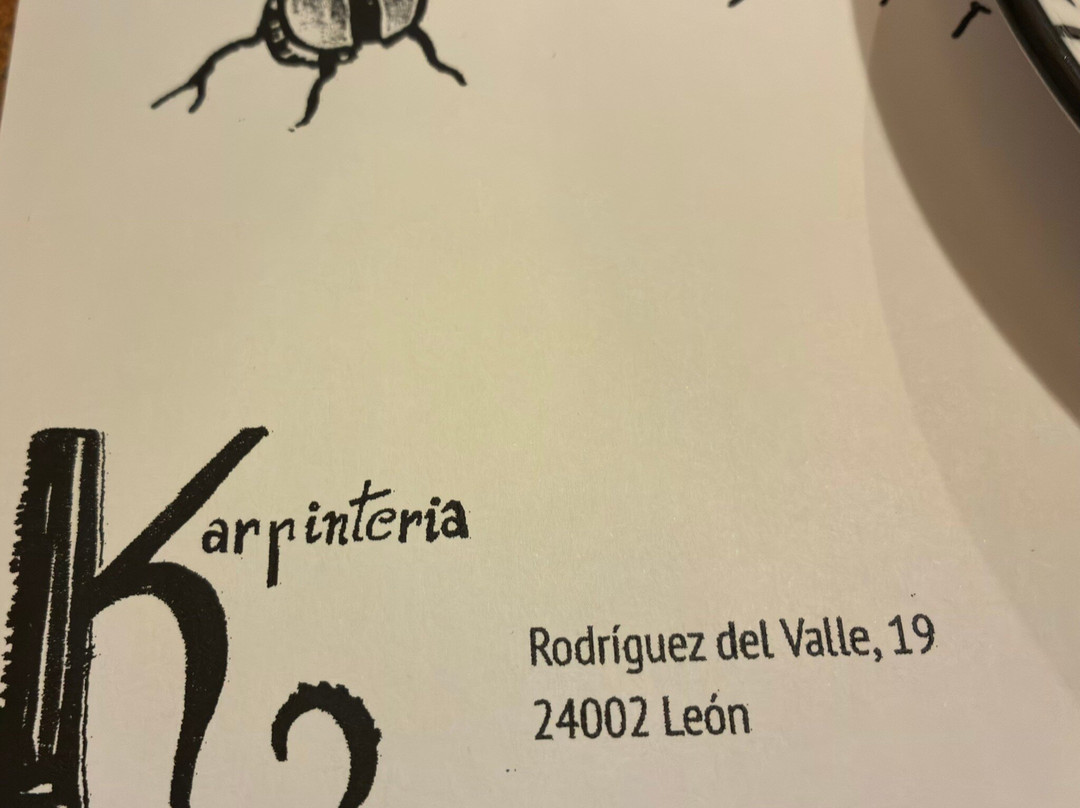 Karpinteria
Rodríguez del Valle, 19
24002 León